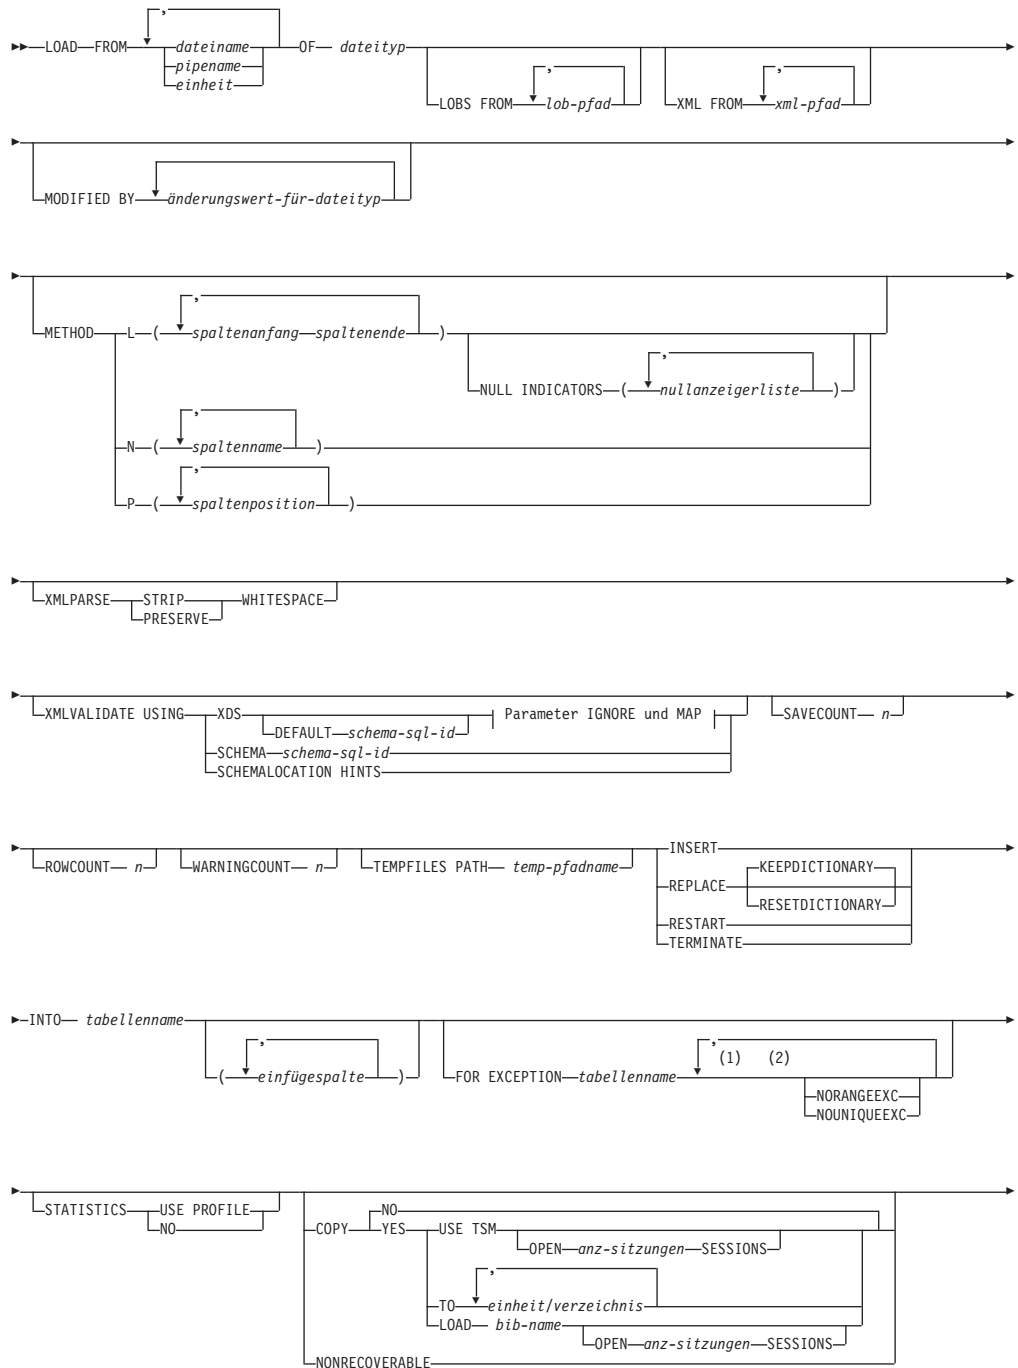 ,
LOAD FROM dateiname OF dateityp
pipename
einheit
, ,
LOBS FROM lob-pfad XML FROM xml-pfad
MODIFIED BY änderungswert-für-dateityp
,
METHOD L ( spaltenanfang spaltenende )
,
NULL INDICATORS ( nullanzeigerliste )
,
N ( spaltenname )
,
P ( spaltenposition )
XMLPARSE STRIP WHITESPACE
PRESERVE
XMLVALIDATE USING XDS Parameter IGNORE und MAP SAVECOUNT n
DEFAULT schema-sql-id
SCHEMA schema-sql-id
SCHEMALOCATION HINTS
ROWCOUNT n WARNINGCOUNT n TEMPFILES PATH temp-pfadname INSERT
KEEPDICTIONARY
REPLACE
RESETDICTIONARY
RESTART
TERMINATE
INTO tabellenname
, ,
(1) (2)
( einfügespalte ) FOR EXCEPTION tabellenname
NORANGEEXC
NOUNIQUEEXC
STATISTICS USE PROFILE
NO
NO
COPY YES USE TSM
OPEN anz-sitzungen SESSIONS
,
TO einheit/verzeichnis
LOAD bib-name
OPEN anz-sitzungen SESSIONS
NONRECOVERABLE